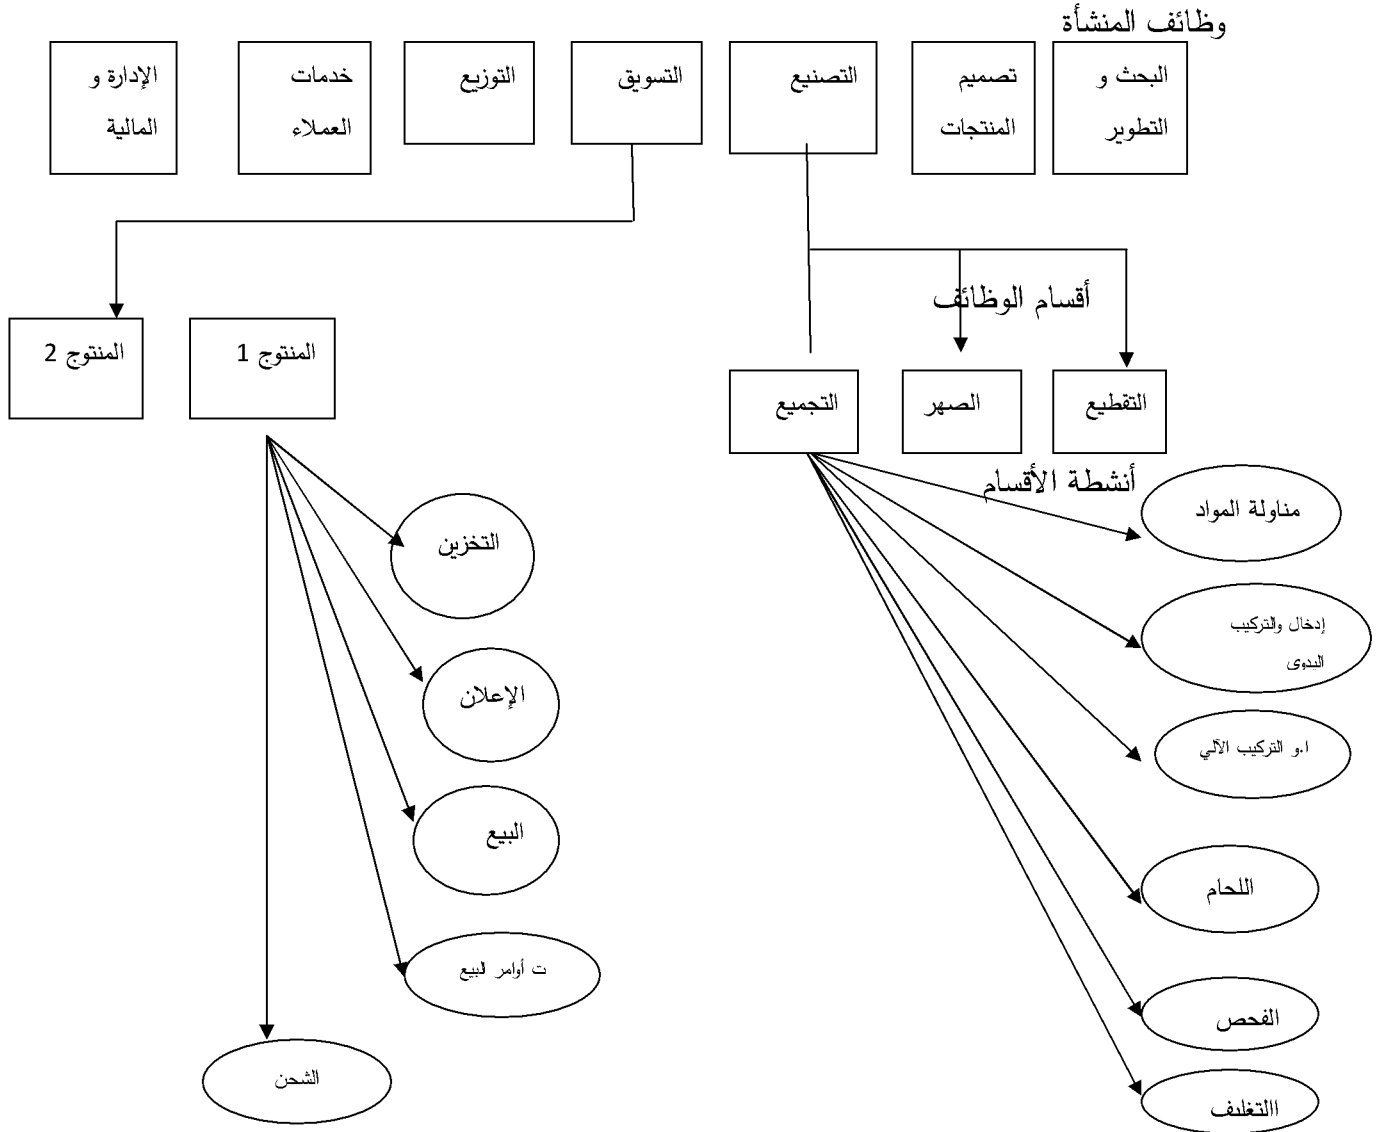 وظائف المنشأة
البحث و
التطوير
تصميم
المنتجات
التصنيع
التسويق
التوزيع
خدمات
العملاء
الإدارة و
المالية
أقسام الوظائف
التقطيع
الصهر
التجميع
المنتوج 1
المنتوج 2
أنشطة الأقسام
مناولة المواد
إدخال والتركيب
اليدوى
ا.و التركيب الآلي
اللحام
الفحص
االتغليف
التخزين
الإعلان
البيع
ت أوامر البيع
الشحن